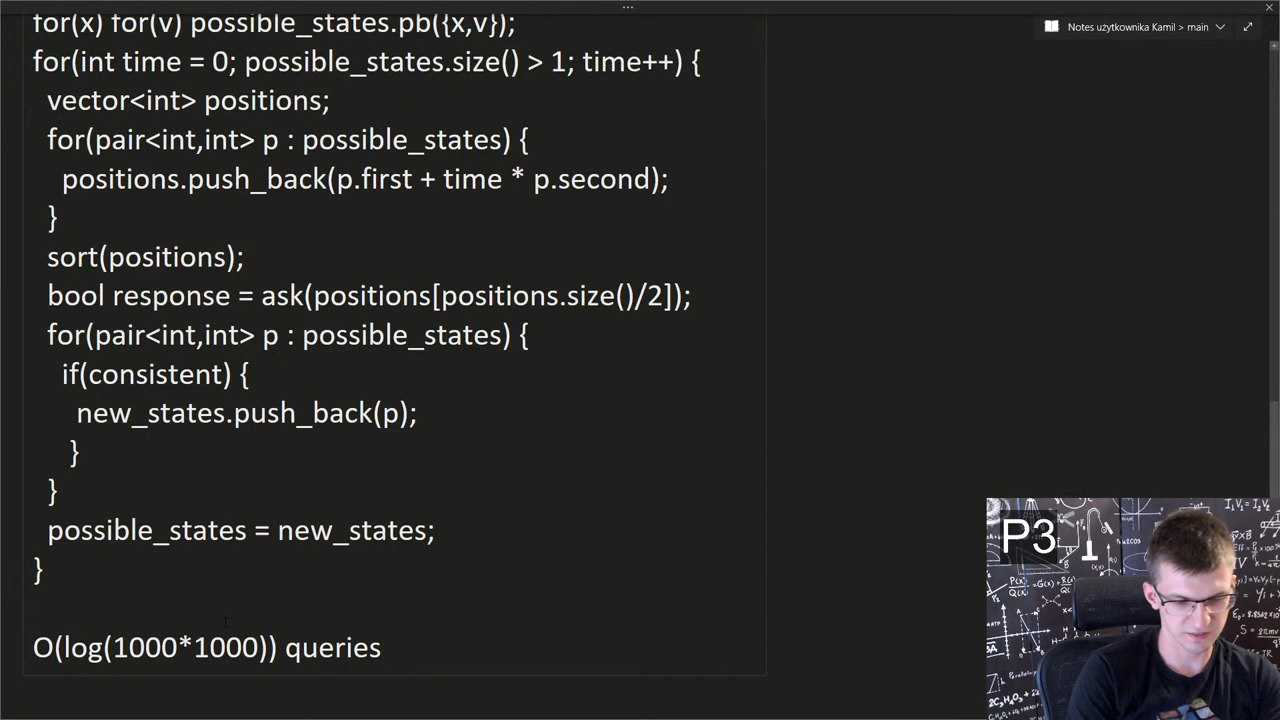 Notes użytkownika Kamil > main
for(x) for(v) possible_states.pb({x,v});
for(int time = 0; possible_states.size() > 1; time++) {
vector<int> positions;
for(pair<int,int> p : possible_states) {
positions.push_back(p.first + time * p.second);
}
sort(positions);
bool response = ask(positions[positions.size()/2]);
for(pair<int,int> p : possible_states) {
if(consistent) {
new_states.push_back(p);
}
}
possible_states = new_states;
}
O(log(1000*1000)) queries
P3